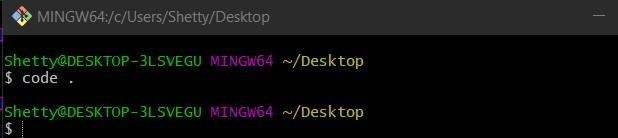 MINGW64:/c/Users/Shetty/Desktop
Shetty@DESKTOP-3LSVEGU MINGW64 ~/Desktop
$ code .
Shetty@DESKTOP-3LSVEGU MINGW64 ~/Desktop
$